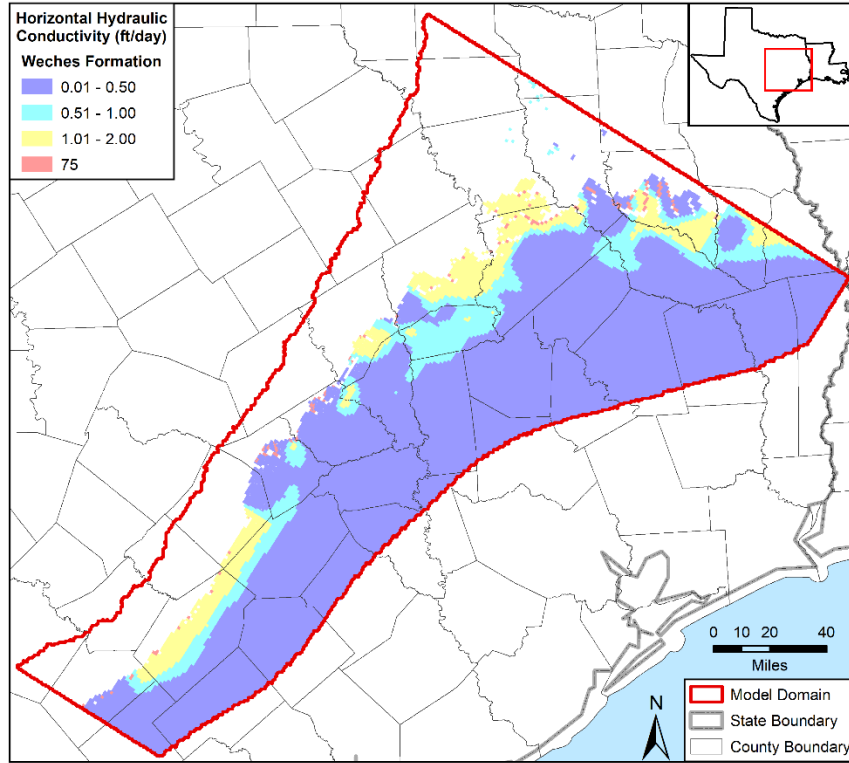 Horizontal Hydraulic
Conductivity (ft/day)
Weches Formation
0.01 - 0.50
0.51 - 1.00
1.01 - 2.00
75
0 10 20 40
Miles
N
Model Domain
State Boundary
County Boundary